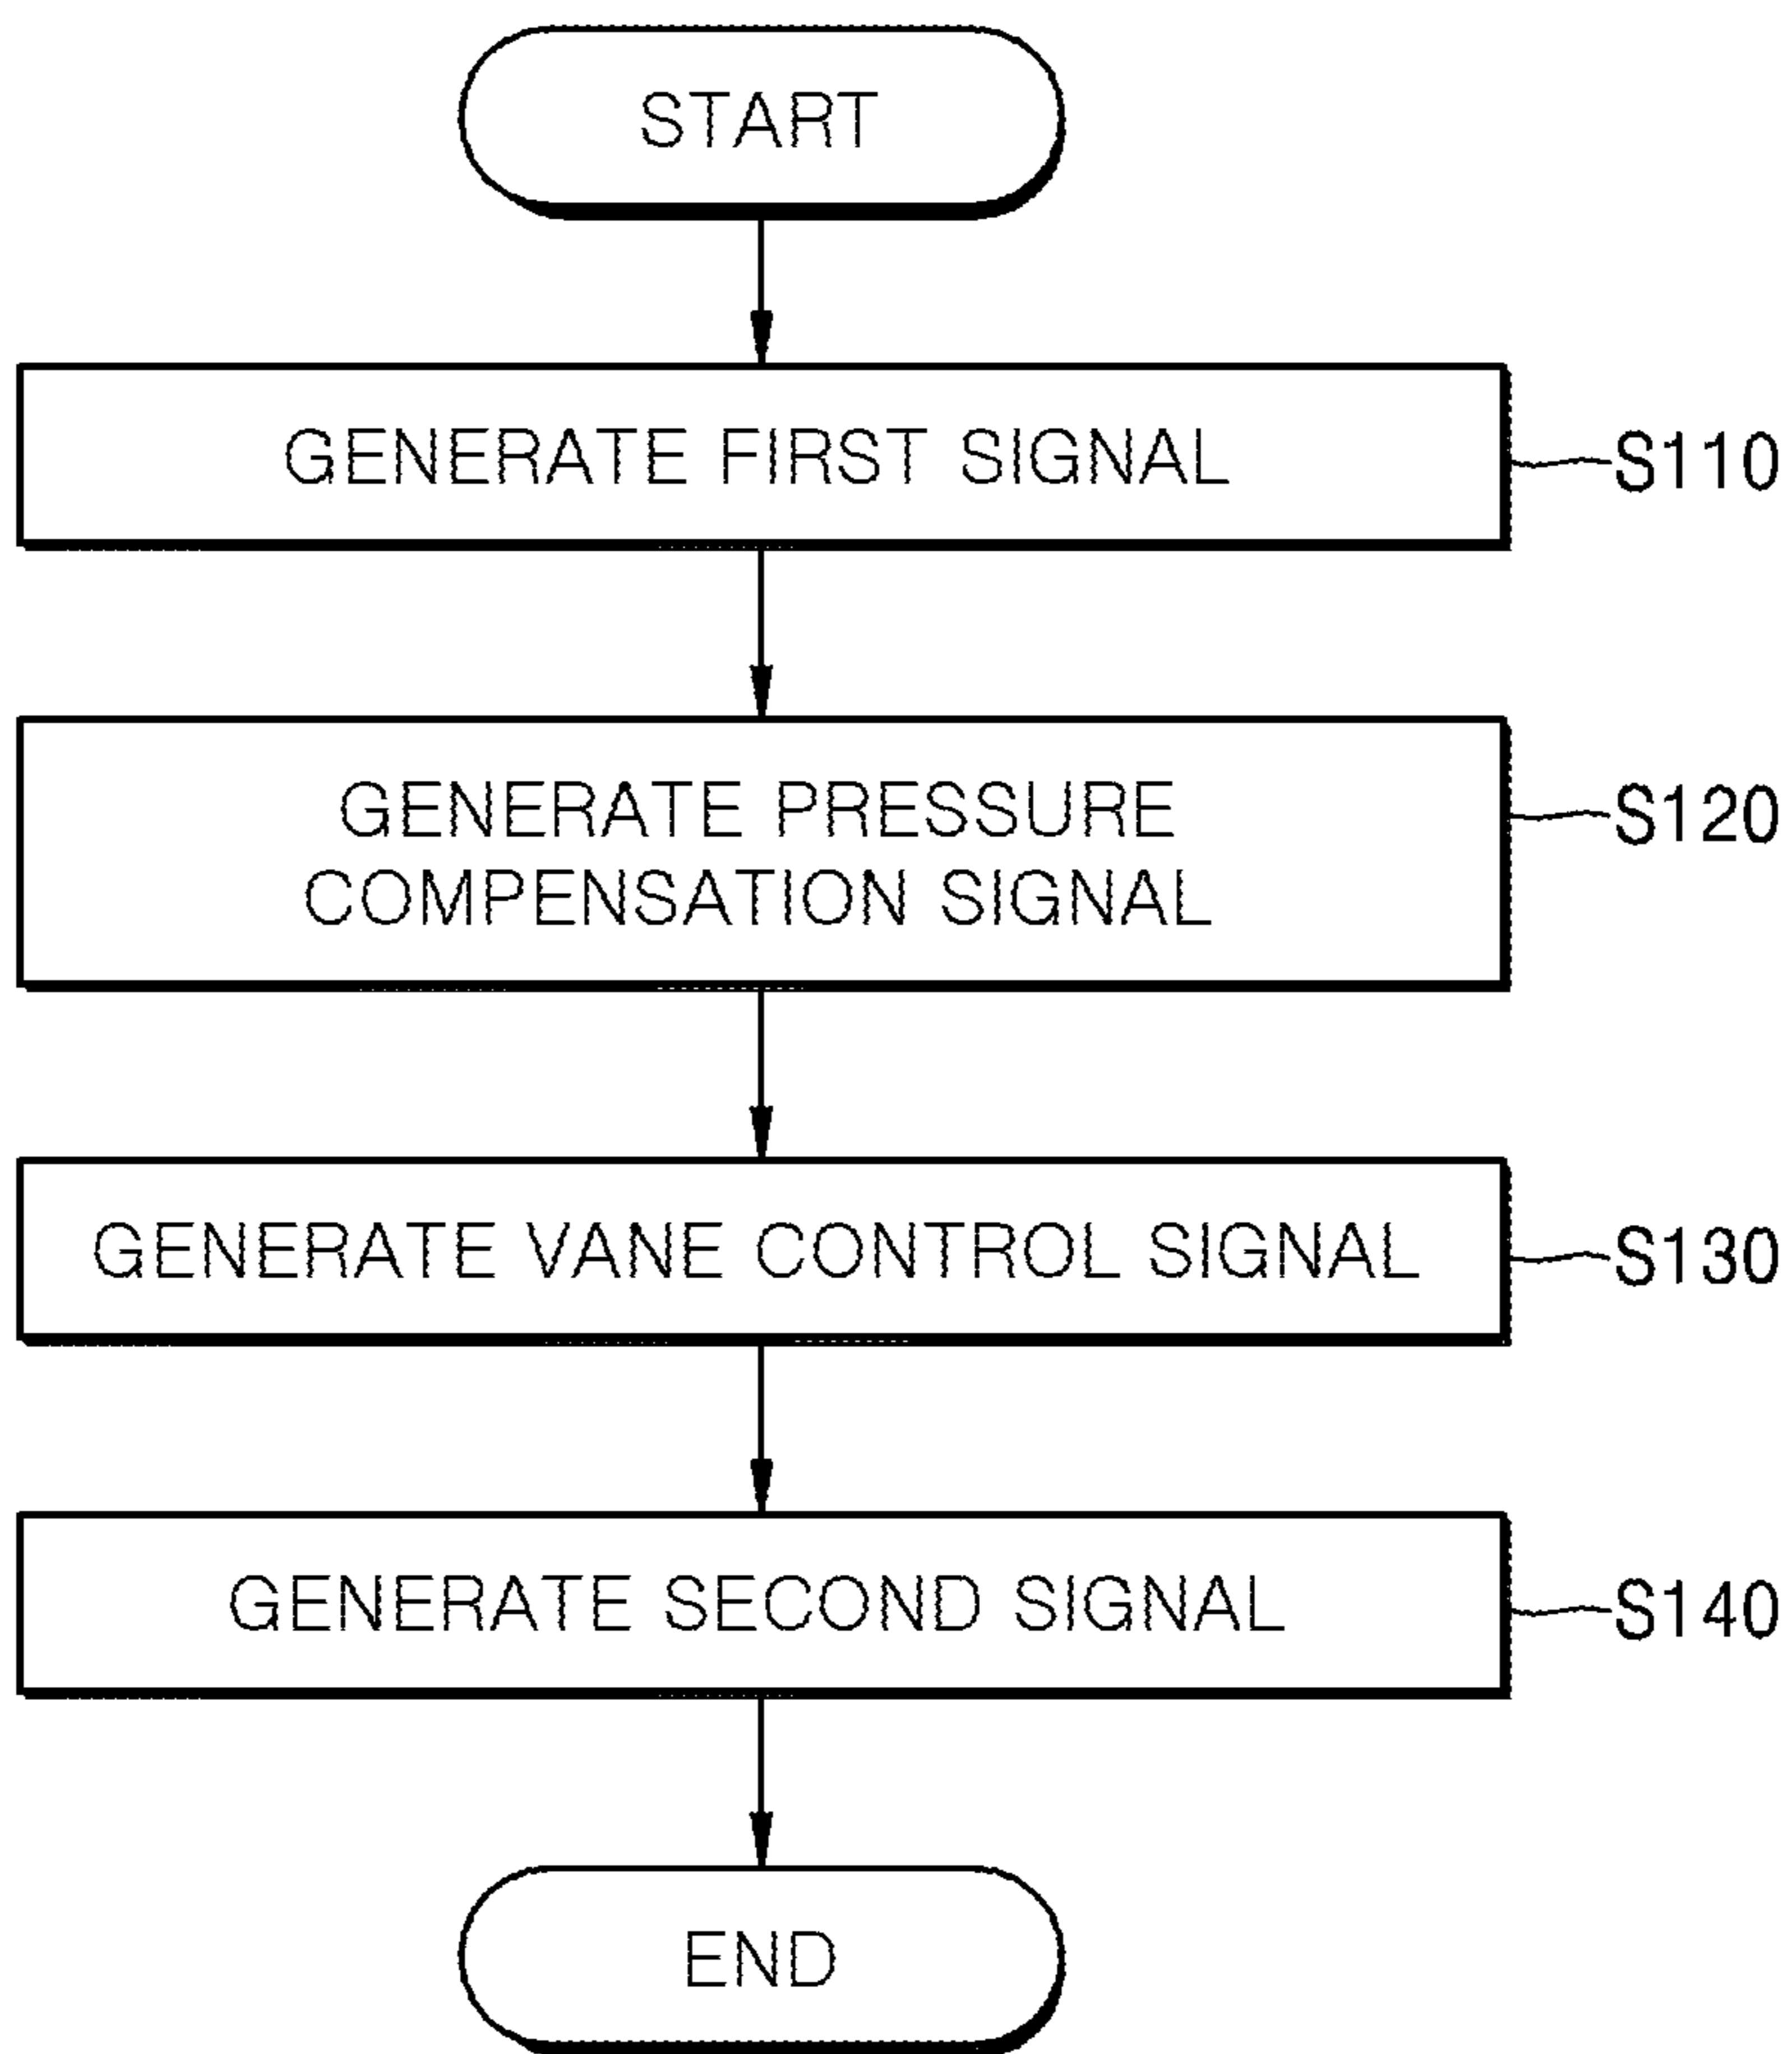 START
GENERATE FIRST SIGNAL
S110
GENERATE PRESSURE
COMPENSATION SIGNAL
S120
GENERATE VANE CONTROL SIGNAL
S130
GENERATE SECOND SIGNAL
S140
END